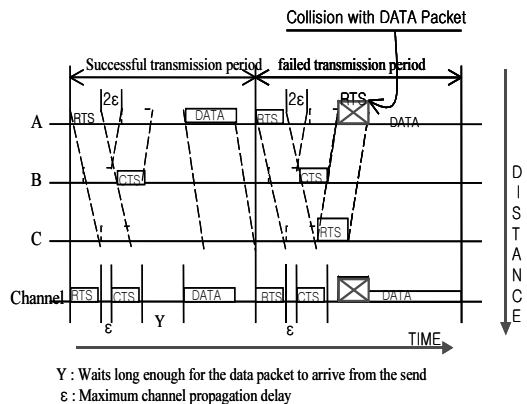 Collision with DATA Packet
Successful transmission period
failed transmission period
2ε
2ε
RTS
A
RTS
DATA
RTS
DATA
B
CTS
CTS
C
RTS
Channel
RTS
CTS
DATA
RTS
CTS
DATA
ε
Y
ε
TIME
DISTANCE
Y : Waits long enough for the data packet to arrive from the send
ε : Maximum channel propagation delay